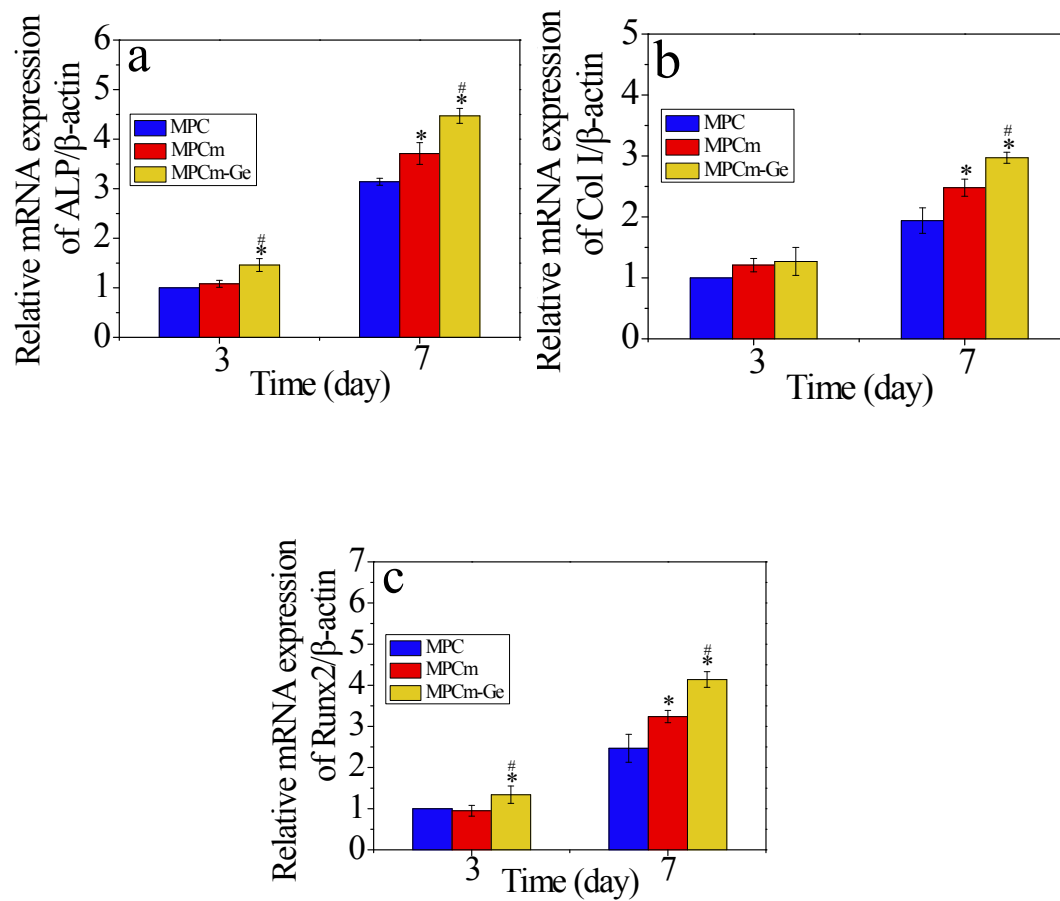 a
Relative mRNA expression
of ALP/β-actin
6
5
4
3
2
1
0
MPC
MPCm
MPCm-Ge
#
*
*
#
*
3
7
Time (day)
b
Relative mRNA expression
of Col I/β-actin
5
4
3
2
1
0
MPC
MPCm
MPCm-Ge
*
#
*
3
7
Time (day)
c
Relative mRNA expression
of Runx2/β-actin
7
6
5
4
3
2
1
0
MPC
MPCm
MPCm-Ge
#
*
*
#
*
3
7
Time (day)